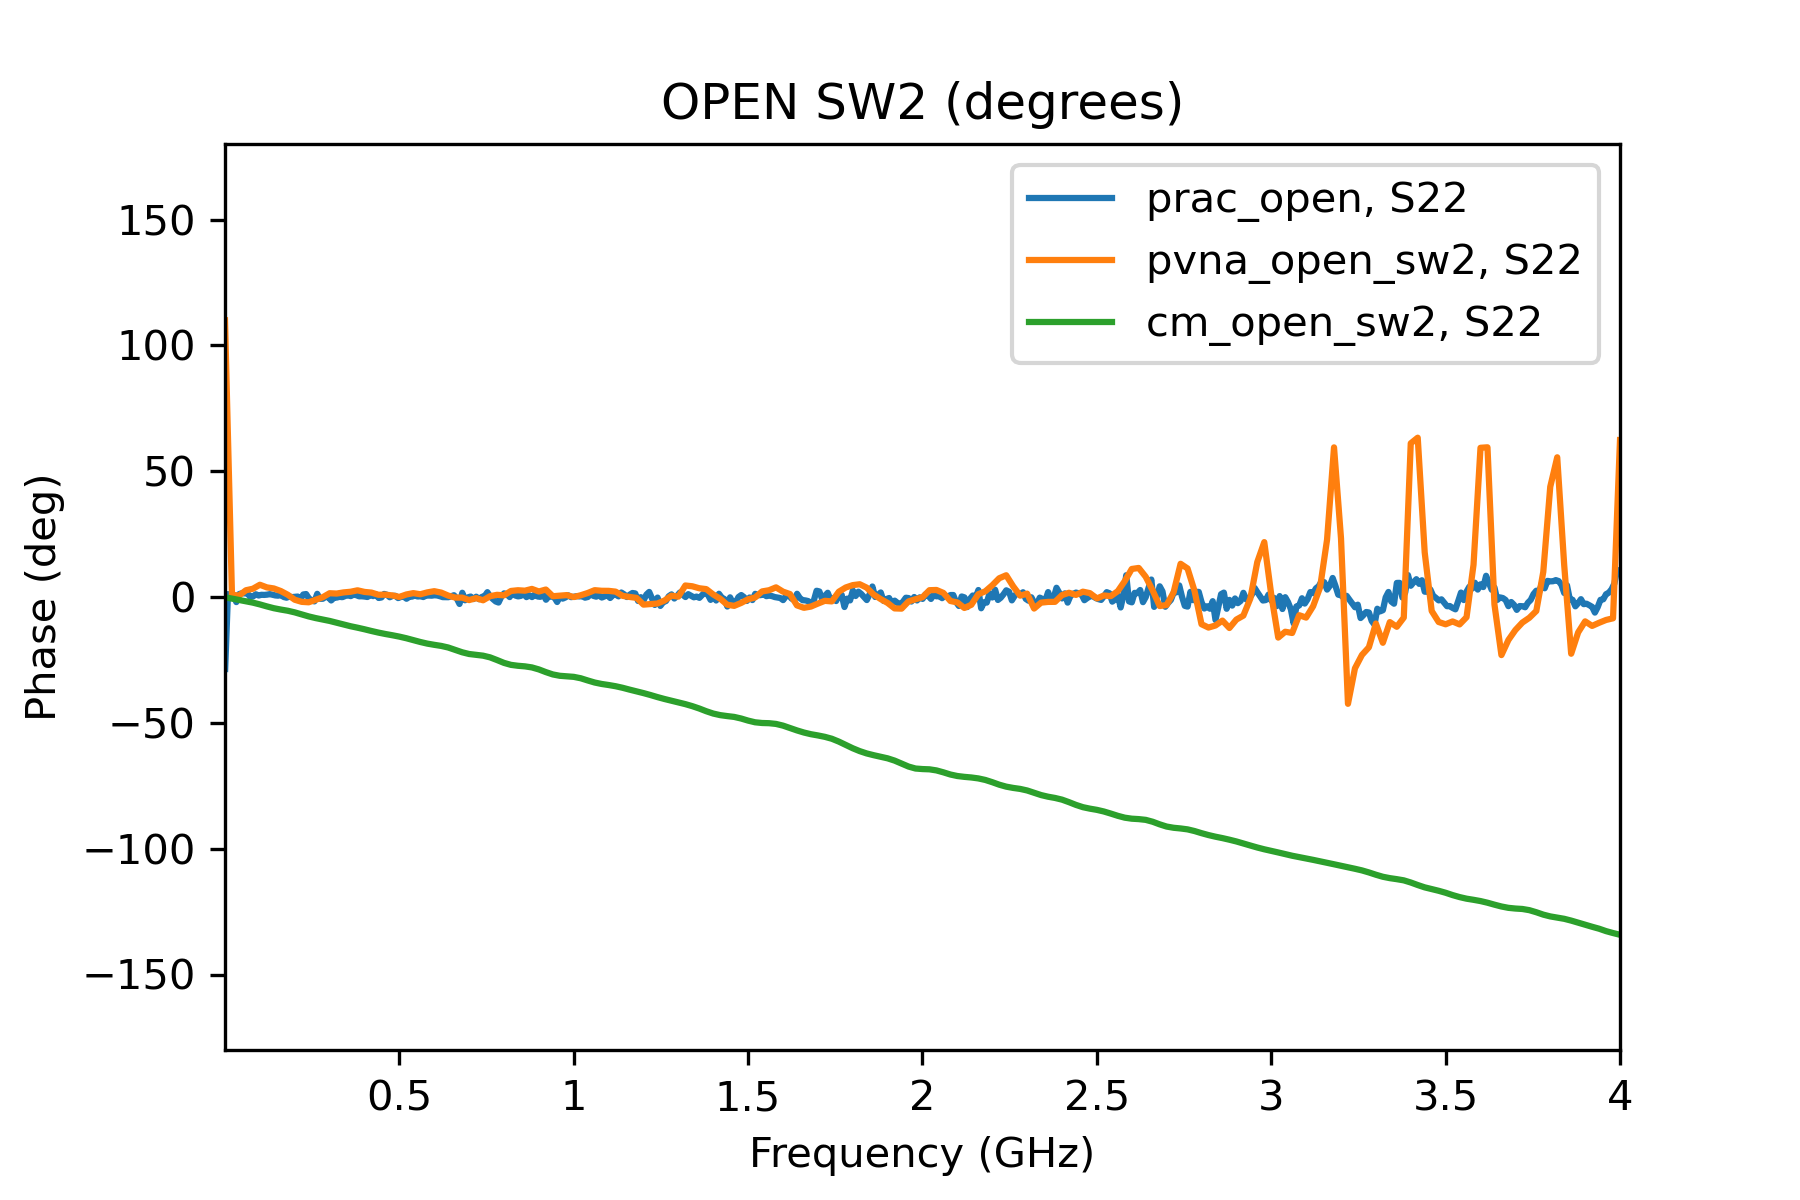 OPEN SW2 (degrees)
prac_open, S22
pvna_open_sw2, S22
cm_open_sw2, S22
Phase (deg)
150
100
50
0
−50
−100
−150
0.5 1 1.5 2 2.5 3 3.5 4
Frequency (GHz)